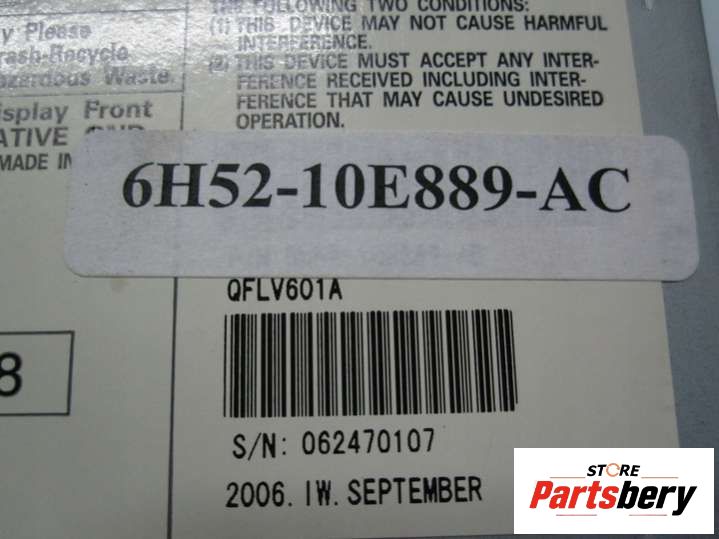 y Please
rash-Recycle
azardous Waste.
isplay Front
ATIVE GND
MADE IN
THE FOLLOWING TWO CONDITIONS:
(1) THIS DEVICE MAY NOT CAUSE HARMFUL
INTERFERENCE.
(2) THIS DEVICE MUST ACCEPT ANY INTER-
FERENCE RECEIVED INCLUDING INTER-
FERENCE THAT MAY CAUSE UNDESIRED
OPERATION.
6H52-10E889-AC
QFLV601A
8
S/N: 062470107
2006. IW. SEPTEMBER
STORE
Partsbery